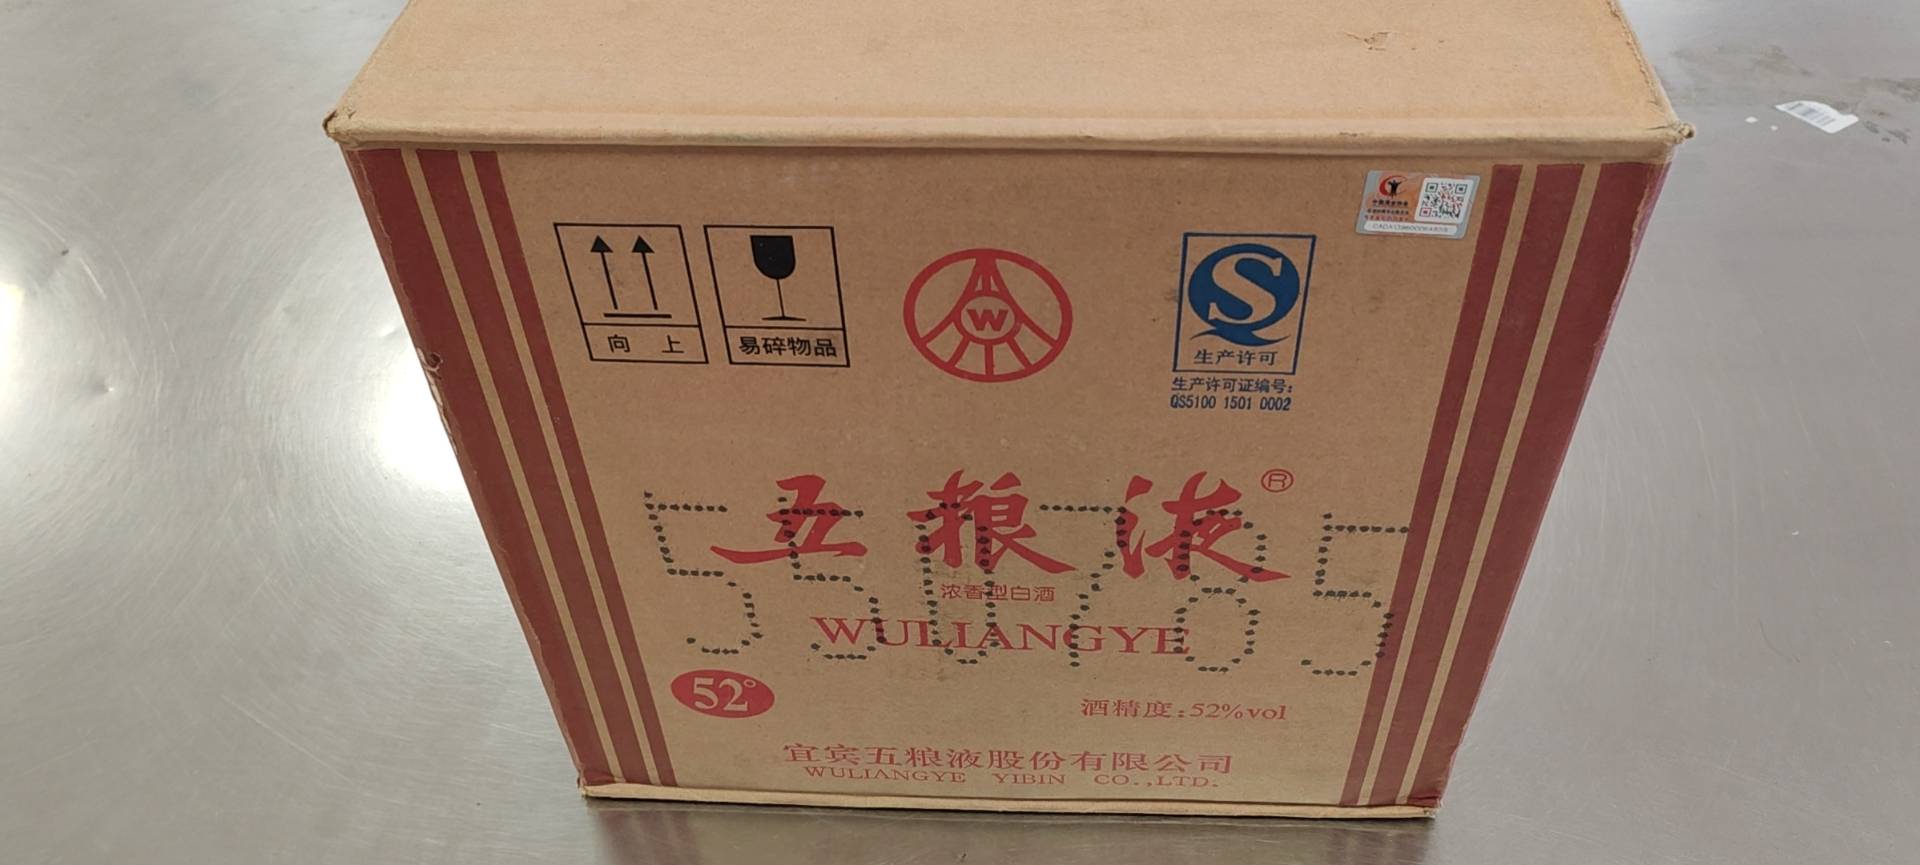 向 上
易碎物品
W
S
生产许可
生产许可证编号:
QS5100 1501 0002
五粮液®
浓香型白酒
WULIANGYE
550765
52°
酒精度:52%vol
宜宾五粮液股份有限公司
WULIANGYE YIBIN CO.,LTD.